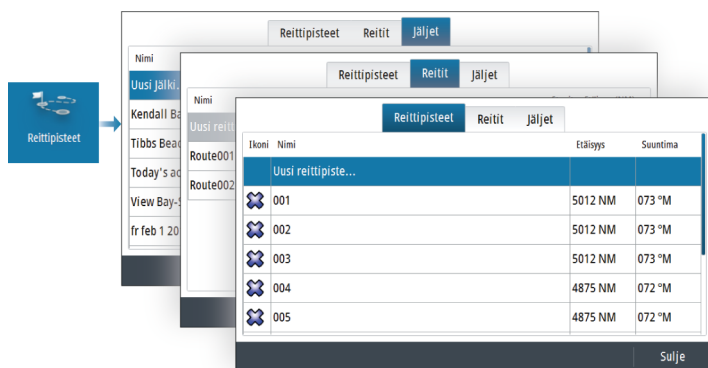 Reittipisteet
Reittipisteet Reitit Jäljet
Nimi
Uusi Jälki.
Kendall Ba
Tibbs Beac
Today's ac
View Bay-S
fr feb 1 20
Reittipisteet Reitit Jäljet
Nimi
Uusi reitt
Route001
Route002
Reittipisteet Reitit Jäljet
Ikoni Nimi Etäisyys Suuntima
Uusi reittipiste...
001 5012 NM 073 °M
002 5012 NM 073 °M
003 5012 NM 073 °M
004 4875 NM 072 °M
005 4875 NM 072 °M
Sulje